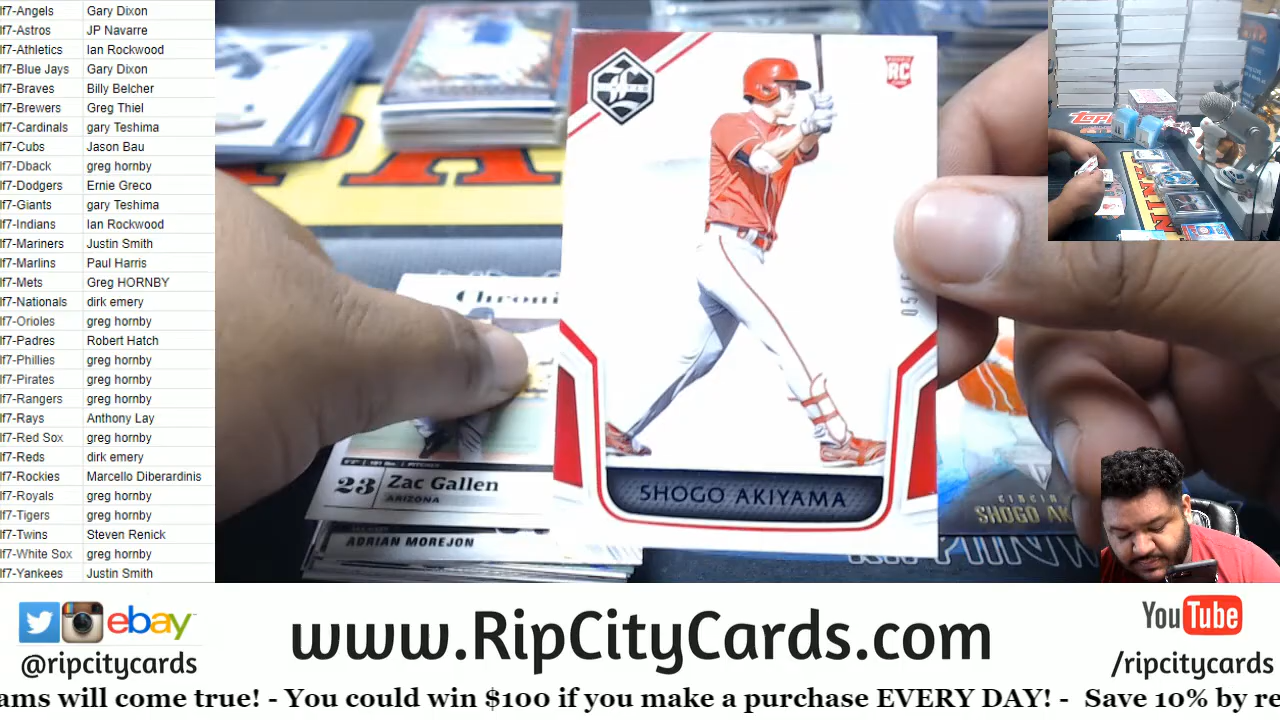 lf7-Angels Gary Dixon
lf7-Astros JP Navarre
lf7-Athletics Ian Rockwood
lf7-Blue Jays Gary Dixon
lf7-Braves Billy Belcher
lf7-Brewers Greg Thiel
lf7-Cardinals gary Teshima
lf7-Cubs Jason Bau
lf7-Dback greg hornby
lf7-Dodgers Ernie Greco
lf7-Giants gary Teshima
lf7-Indians Ian Rockwood
lf7-Mariners Justin Smith
lf7-Marlins Paul Harris
lf7-Mets Greg HORNBY
lf7-Nationals dirk emery
lf7-Orioles greg hornby
lf7-Padres Robert Hatch
lf7-Phillies greg hornby
lf7-Pirates greg hornby
lf7-Rangers greg hornby
lf7-Rays Anthony Lay
lf7-Red Sox greg hornby
lf7-Reds dirk emery
lf7-Rockies Marcello Diberardinis
lf7-Royals greg hornby
lf7-Tigers greg hornby
lf7-Twins Steven Renick
lf7-White Sox greg hornby
lf7-Yankees Justin Smith
RC
SHOGO AKIYAMA
Chroni
23 Zac Gallen
ARIZONA
ADRIAN MOREJON
CINCI
SHOGO AK
Topps
ebay
@ripcitycards
www.RipCityCards.com
YouTube
/ripcitycards
ams will come true! - You could win $100 if you make a purchase EVERY DAY! - Save 10% by re